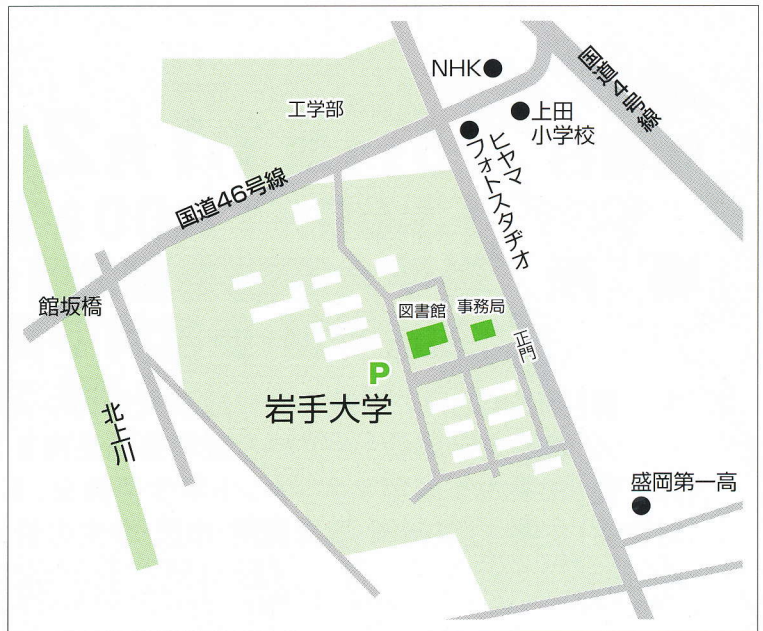 NHK
国道4号線
工学部
上田
小学校
ヒヤマ
フォトスタヂオ
国道46号線
館坂橋
図書館
事務局
正門
P
岩手大学
北上川
盛岡第一高